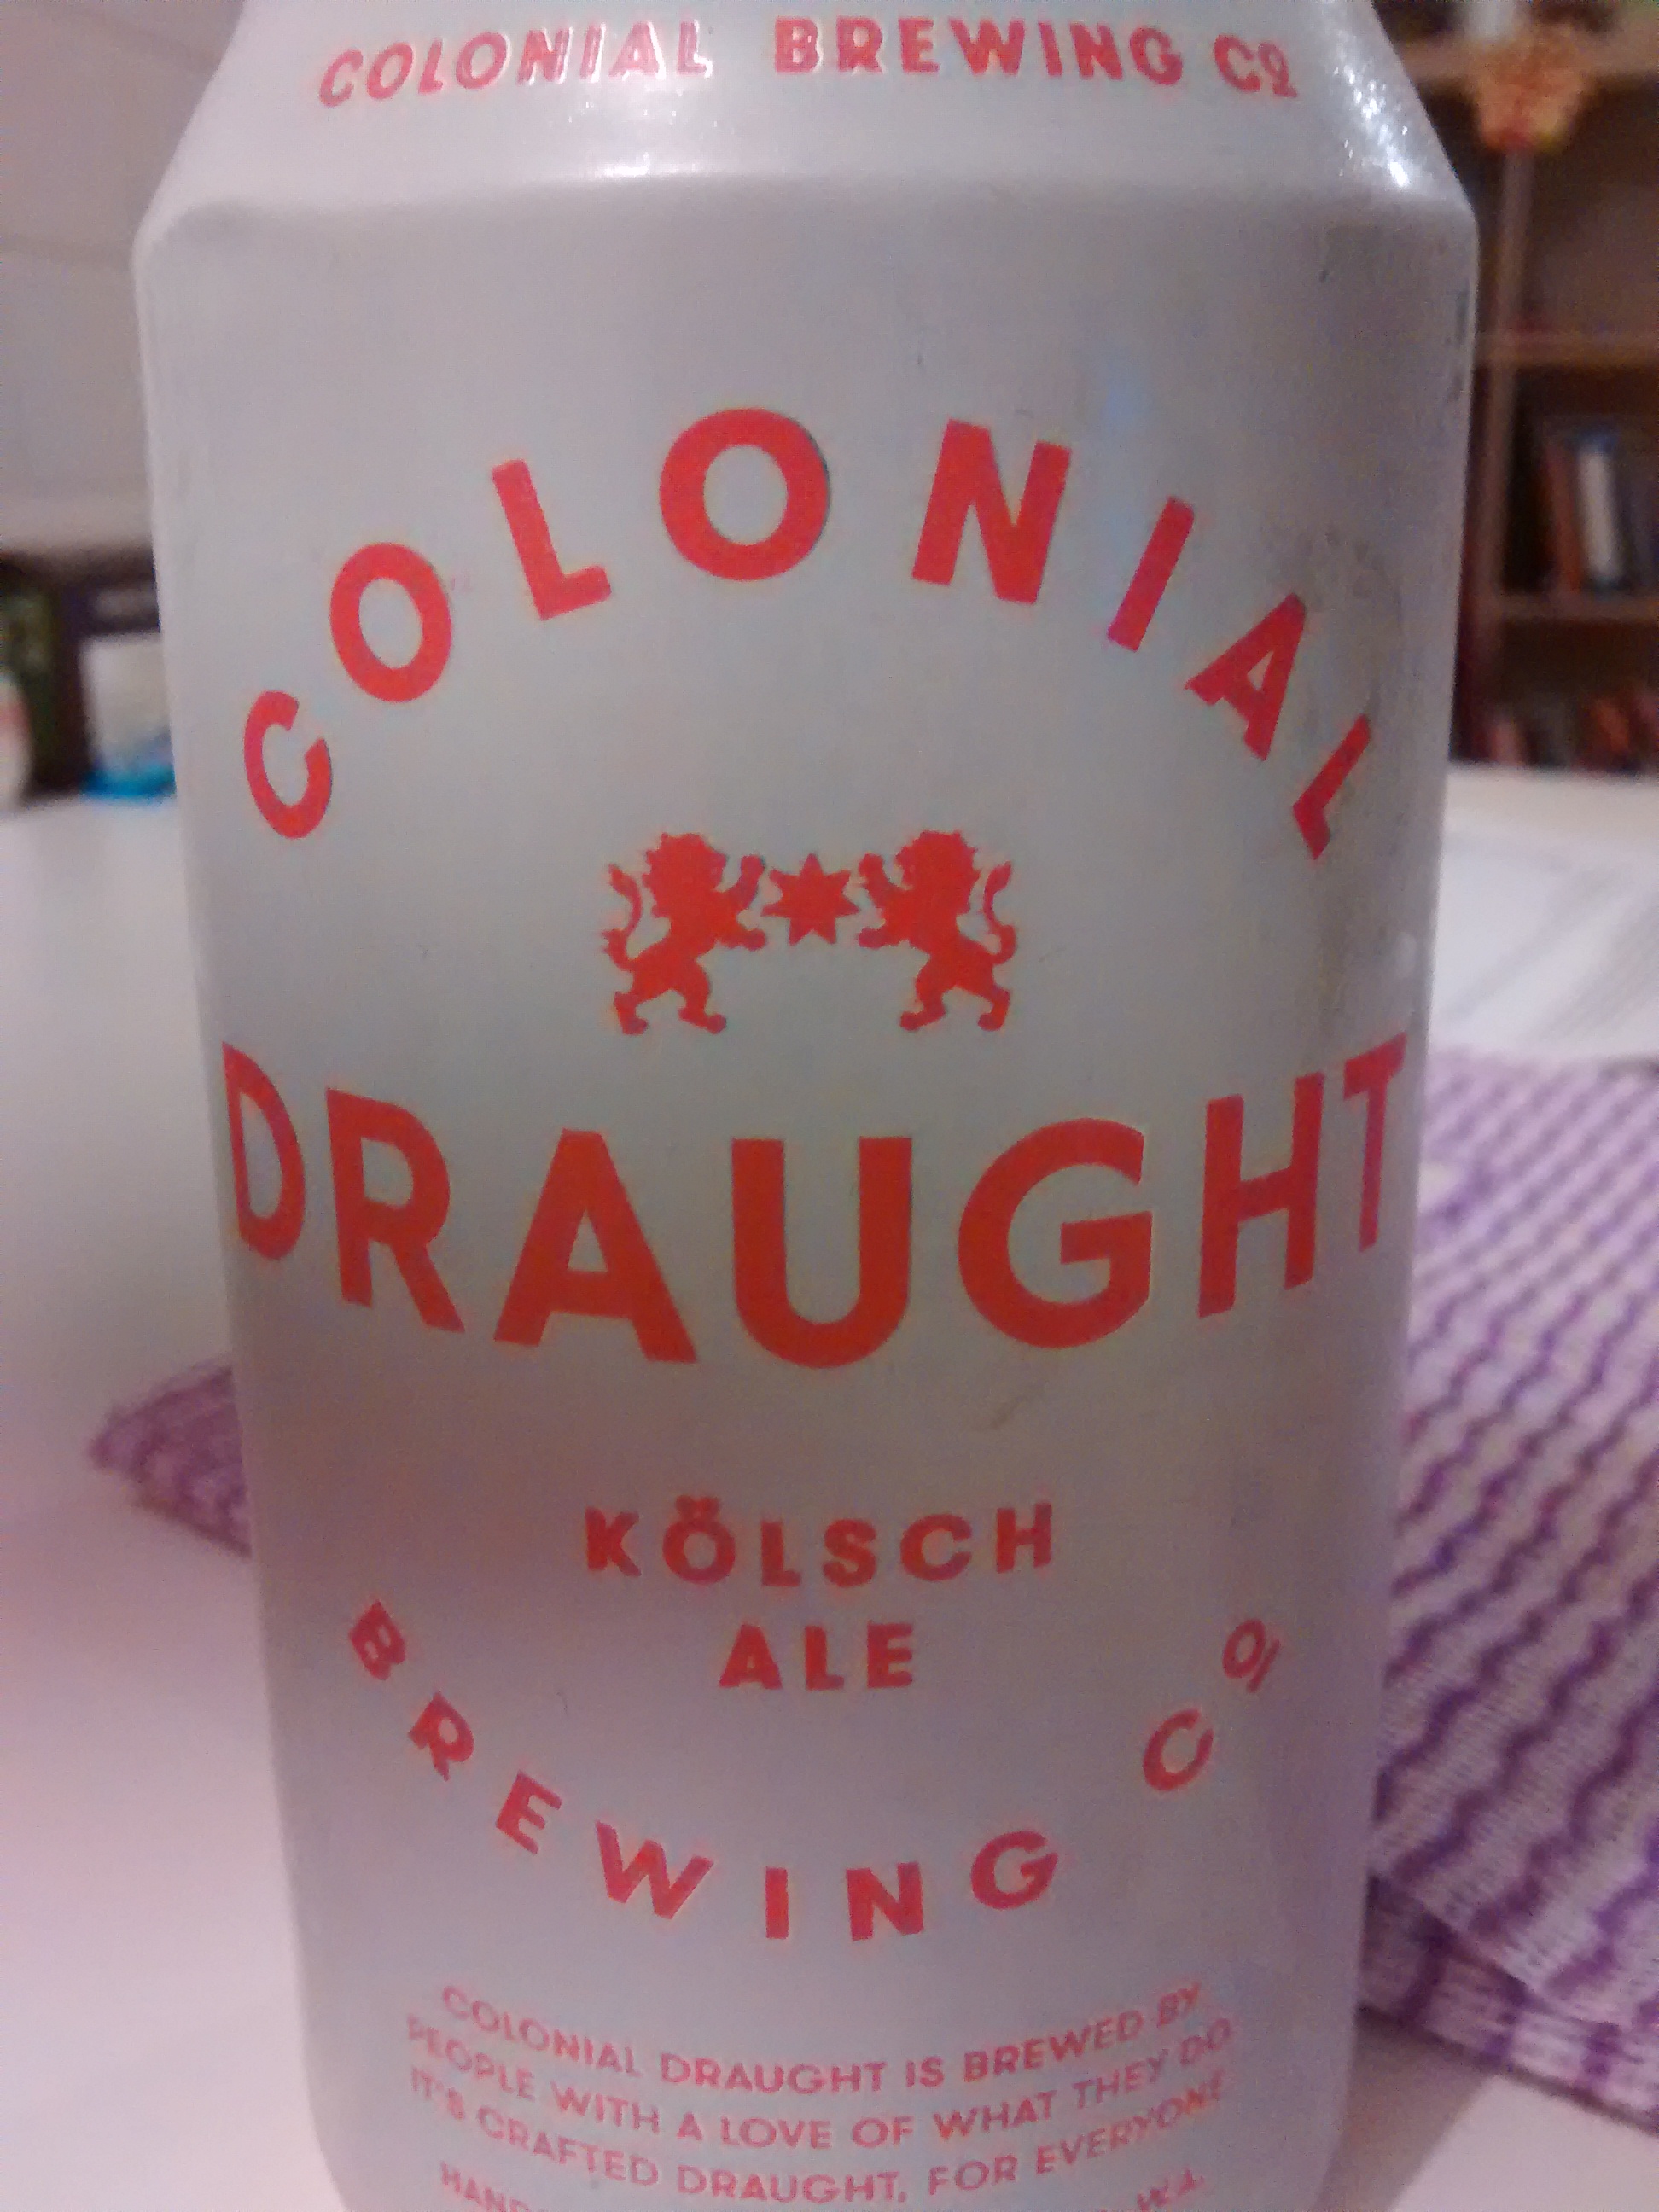 COLONIAL BREWING Co
COLONIAL
DRAUGHT
KÖLSCH
ALE
BREWING Co
COLONIAL DRAUGHT IS BREWED BY
PEOPLE WITH A LOVE OF WHAT THEY DO
IT'S CRAFTED DRAUGHT, FOR EVERYONE
W.A.